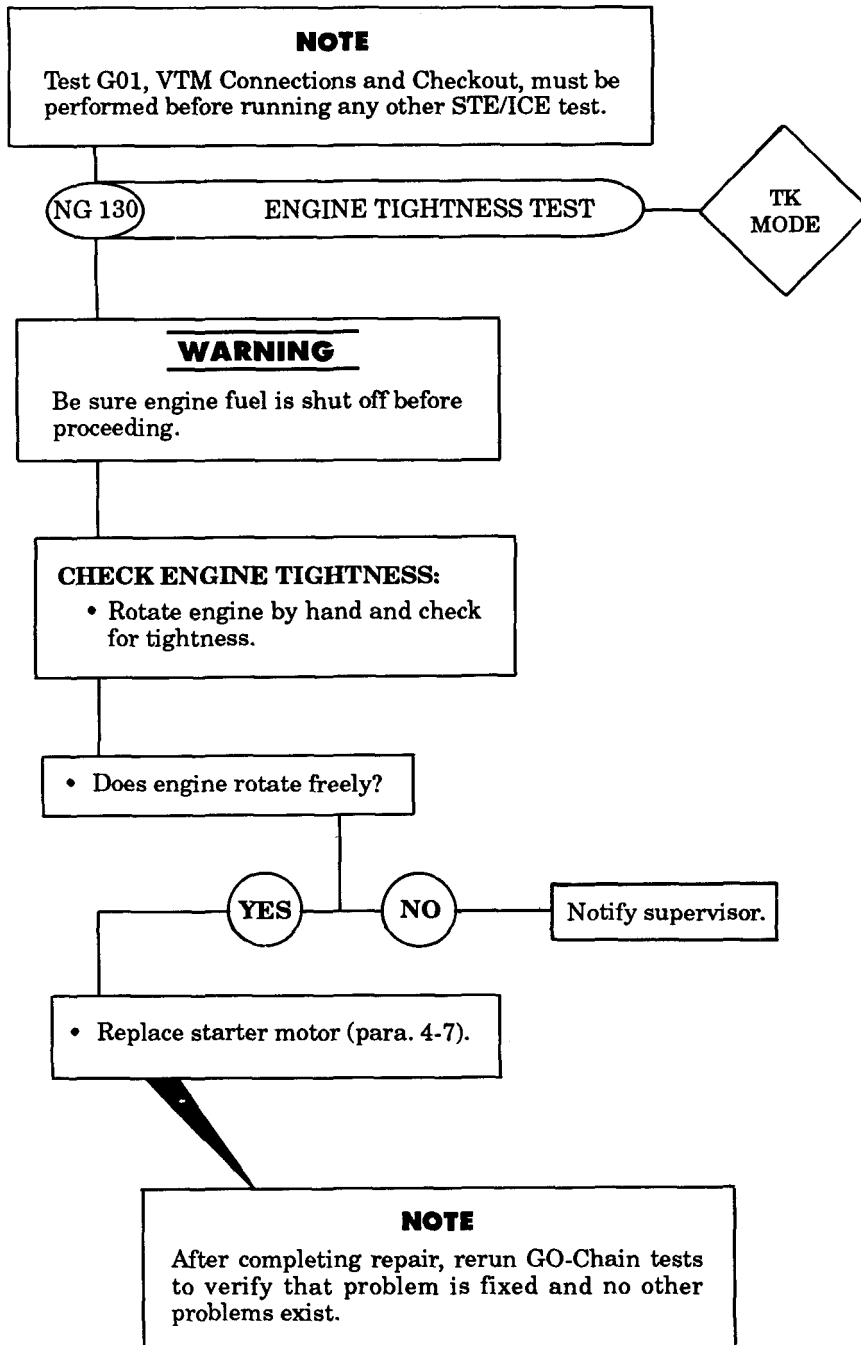 NOTE
Test G01, VTM Connections and Checkout, must be
performed before running any other STE/ICE test.
NG 130
ENGINE TIGHTNESS TEST
TK
MODE
WARNING
Be sure engine fuel is shut off before
proceeding.
CHECK ENGINE TIGHTNESS:
• Rotate engine by hand and check
for tightness.
• Does engine rotate freely?
YES
NO
Notify supervisor.
• Replace starter motor (para. 4-7).
NOTE
After completing repair, rerun GO-Chain tests
to verify that problem is fixed and no other
problems exist.